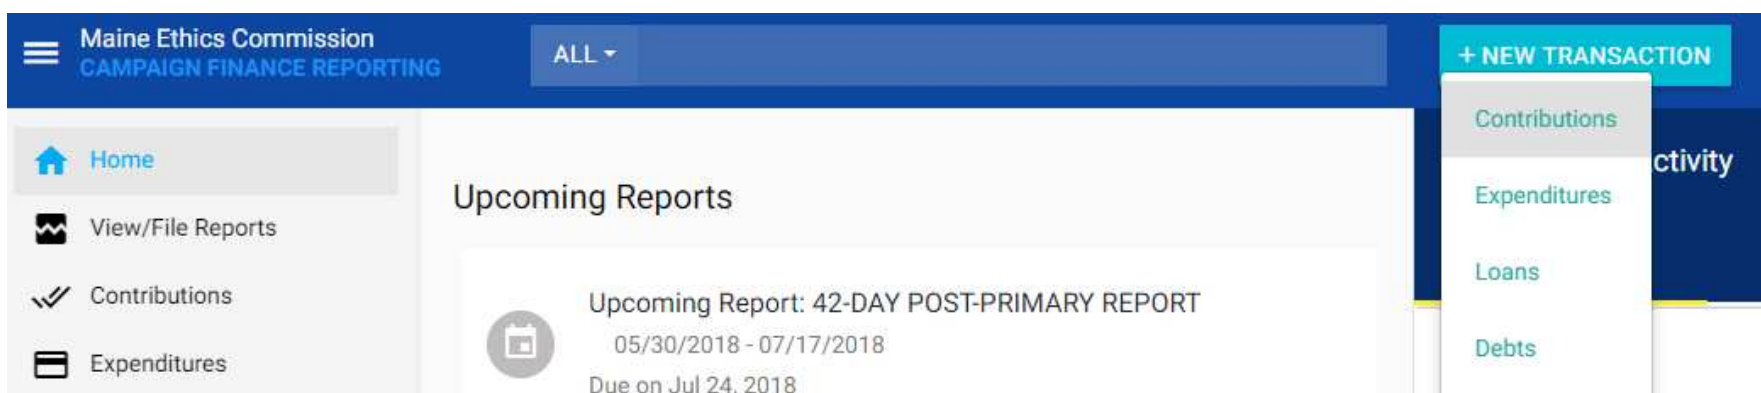 Maine Ethics Commission
CAMPAIGN FINANCE REPORTING
ALL
+ NEW TRANSACTION
Home
View/File Reports
Contributions
Expenditures
Upcoming Reports
Upcoming Report: 42-DAY POST-PRIMARY REPORT
05/30/2018 - 07/17/2018
Due on Jul 24, 2018
Contributions
Expenditures
Loans
Debts
ctivity